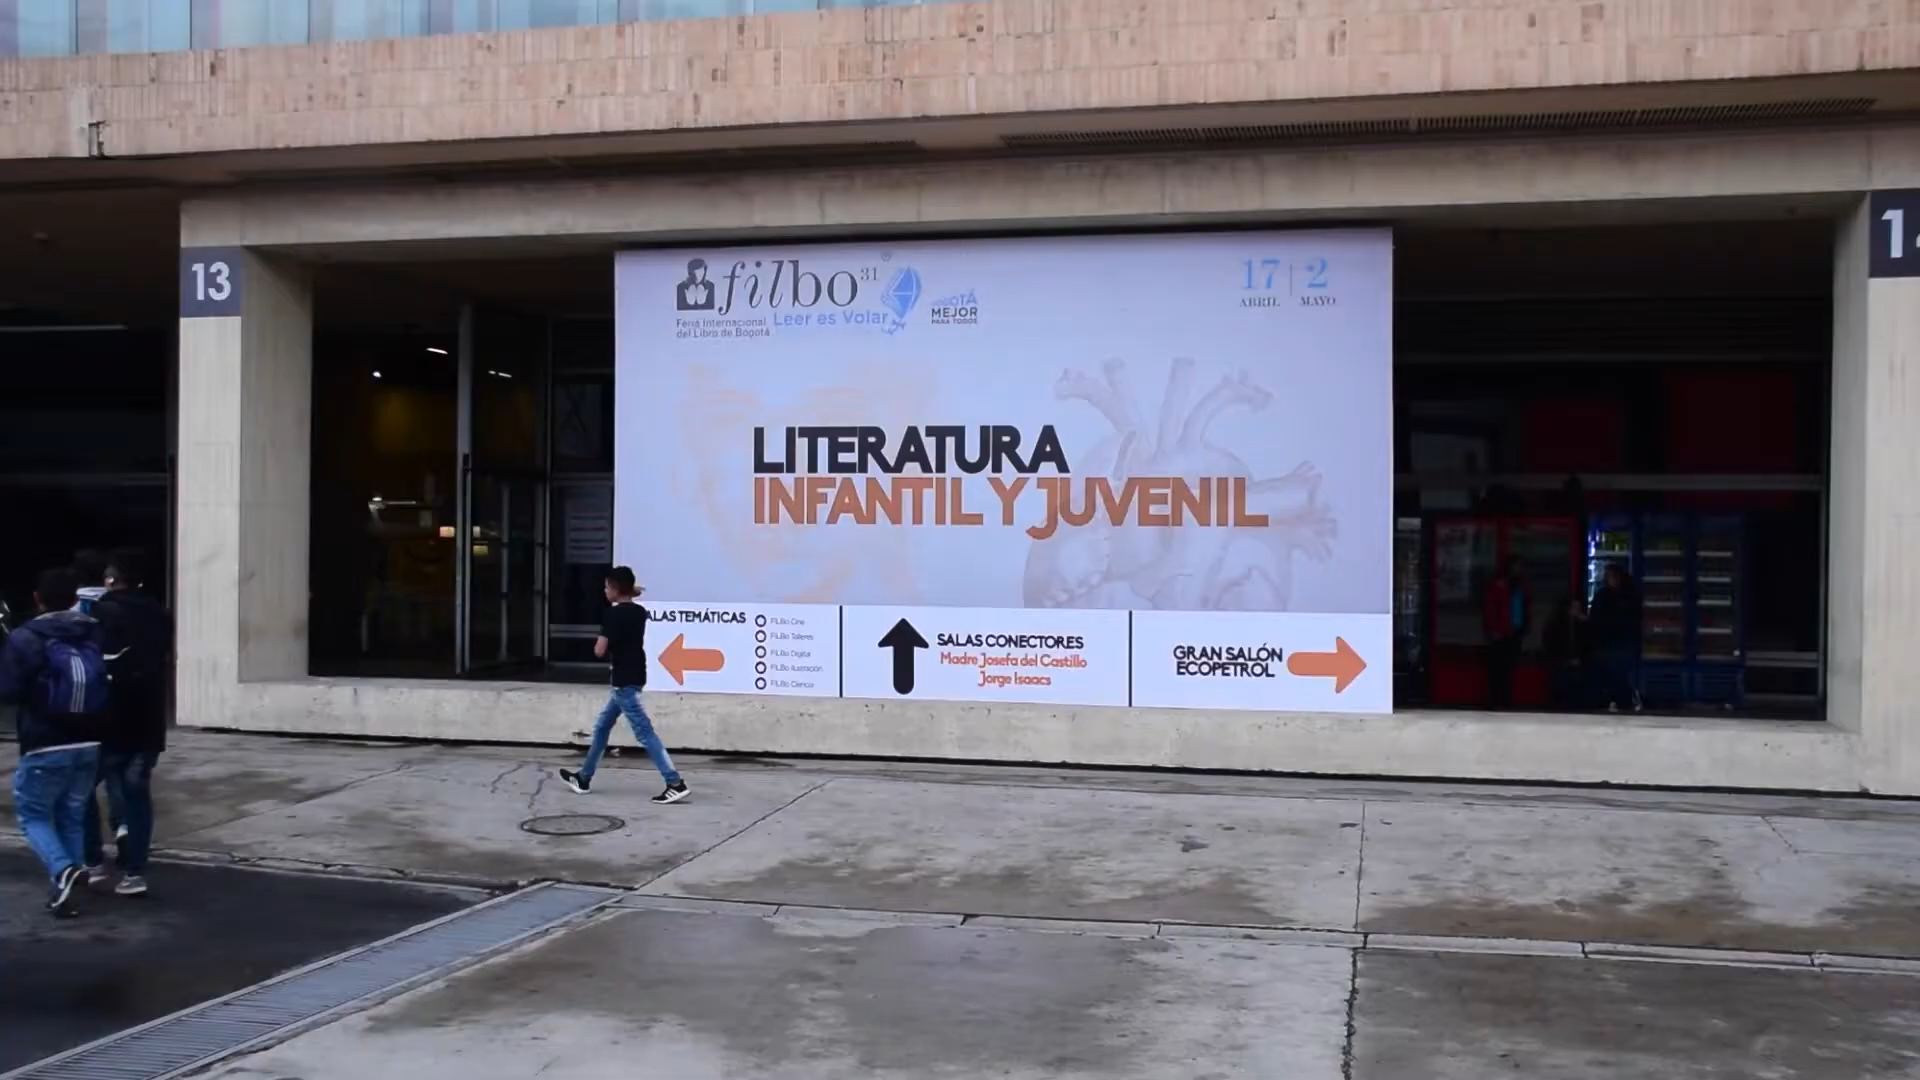 13
filbo 31
Feria Internacional
del Libro de Bogotá
Leer es Volar
BOGOTÁ
MEJOR
PARA TODOS
17 | 2
ABRIL MAYO
LITERATURA
INFANTIL Y JUVENIL
ALAS TEMÁTICAS
FILBo Cine
FILBo Talleres
FILBo Digital
FILBo Ilustración
FILBo Ciencia
SALAS CONECTORES
Madre Josefa del Castillo
Jorge Isaacs
GRAN SALÓN
ECOPETROL